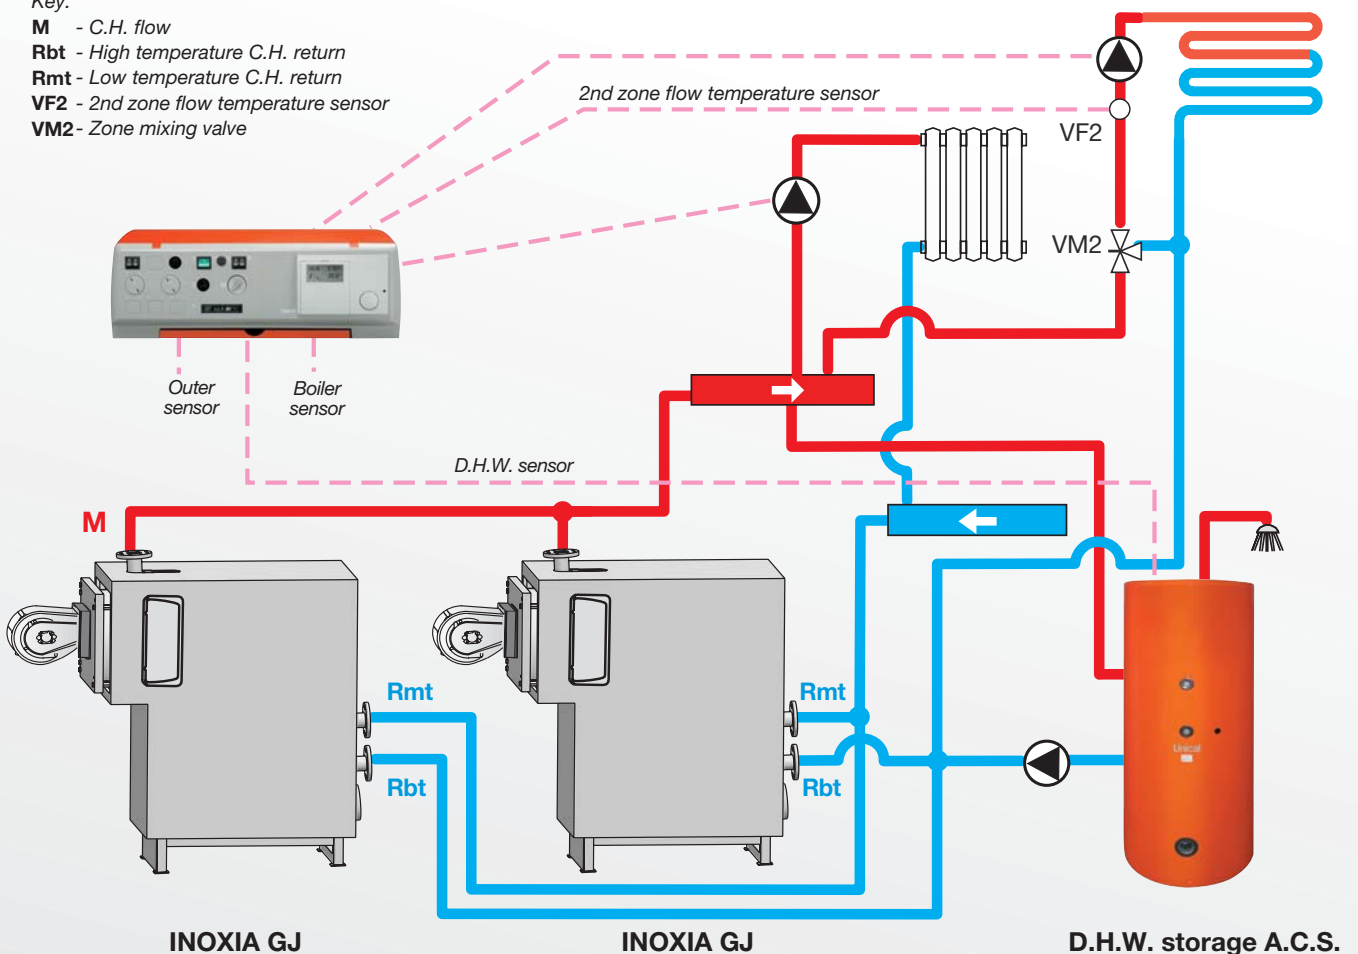 Key:
M - C.H. flow
Rbt - High temperature C.H. return
Rmt - Low temperature C.H. return
VF2 - 2nd zone flow temperature sensor
VM2 - Zone mixing valve
2nd zone flow temperature sensor
VF2
VM2
Outer
sensor
Boiler
sensor
D.H.W. sensor
M
Rmt
Rbt
Rmt
Rbt
Unical
INOXIA GJ
INOXIA GJ
D.H.W. storage A.C.S.